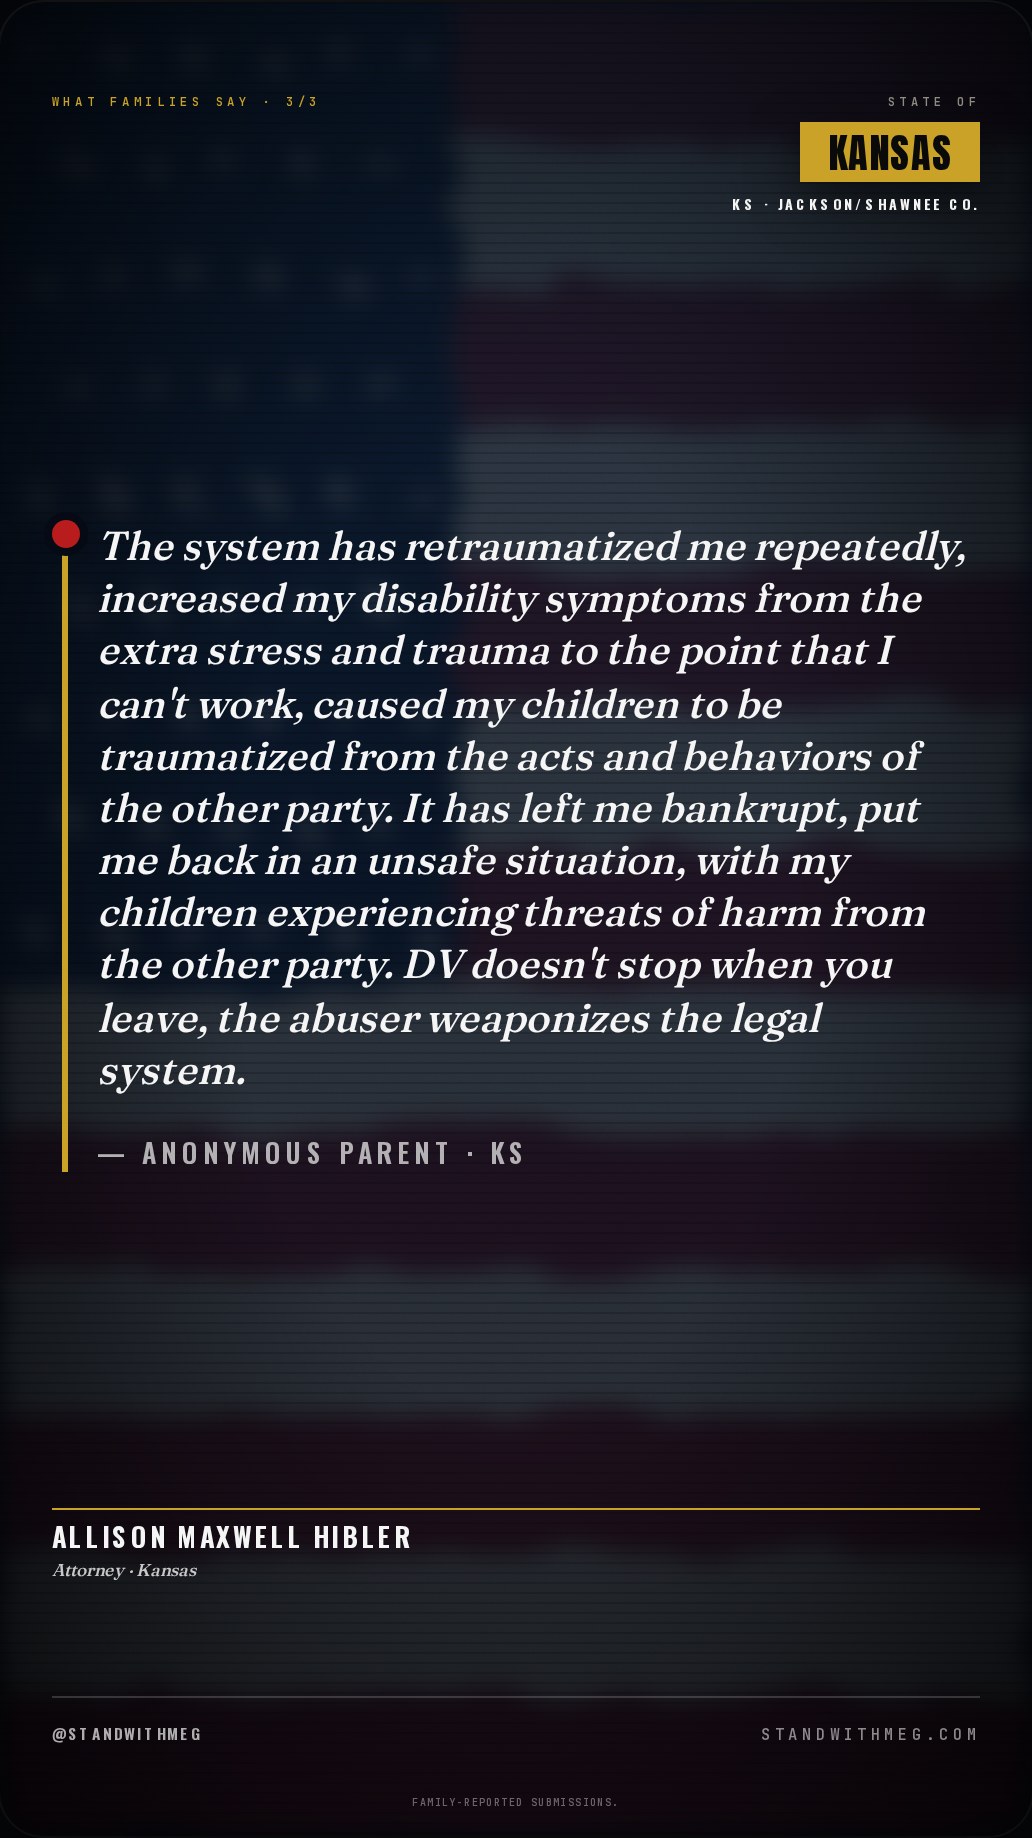 WHAT FAMILIES SAY · 3/3
STATE OF
KANSAS
KS · JACKSON/SHAWNEE CO.
The system has retraumatized me repeatedly,
increased my disability symptoms from the
extra stress and trauma to the point that I
can't work, caused my children to be
traumatized from the acts and behaviors of
the other party. It has left me bankrupt, put
me back in an unsafe situation, with my
children experiencing threats of harm from
the other party. DV doesn't stop when you
leave, the abuser weaponizes the legal
system.
— ANONYMOUS PARENT · KS
ALLISON MAXWELL HIBLER
Attorney · Kansas
@STANDWITHMEG
STANDWITHMEG.COM
FAMILY-REPORTED SUBMISSIONS.